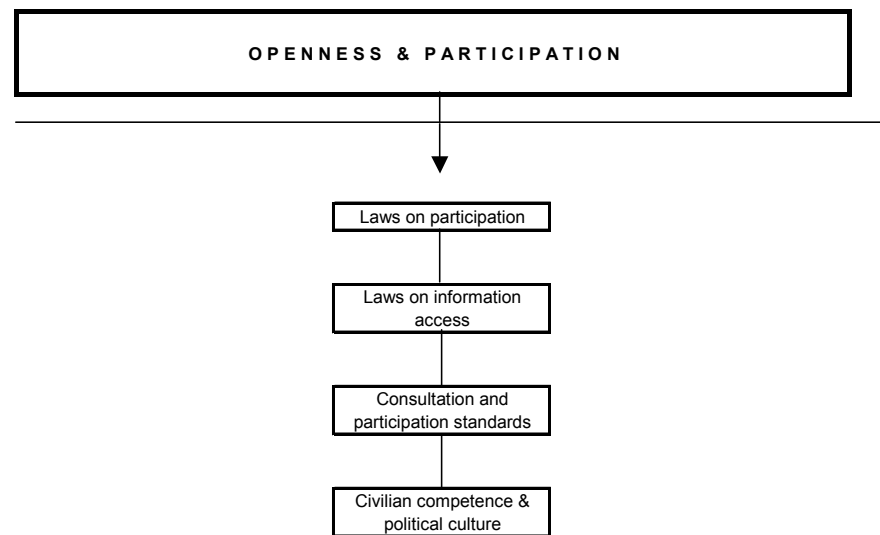 OPENNESS & PARTICIPATION
Laws on participation
Laws on information
access
Consultation and
participation standards
Civilian competence &
political culture